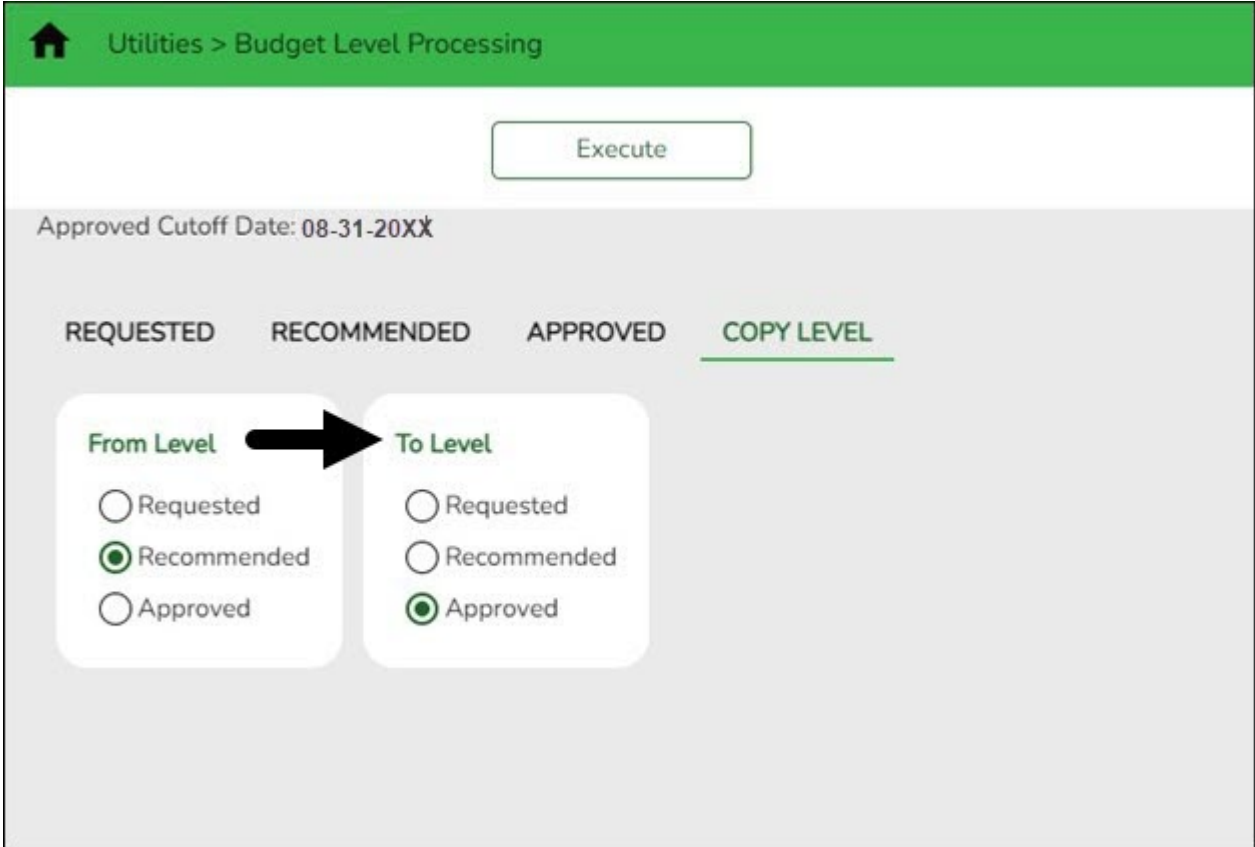 Utilities > Budget Level Processing
Execute
Approved Cutoff Date: 08-31-20XX
REQUESTED RECOMMENDED APPROVED COPY LEVEL
From Level To Level
Requested Requested
Recommended Recommended
Approved Approved